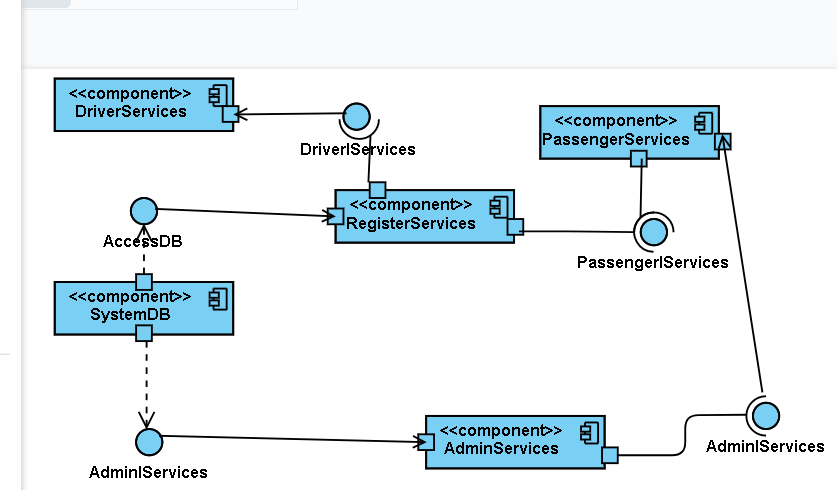 <<component>>
DriverServices
DriverIServices
<<component>>
PassengerServices
<<component>>
RegisterServices
AccessDB
PassengerIServices
<<component>>
SystemDB
<<component>>
AdminServices
AdminIServices
AdminIServices